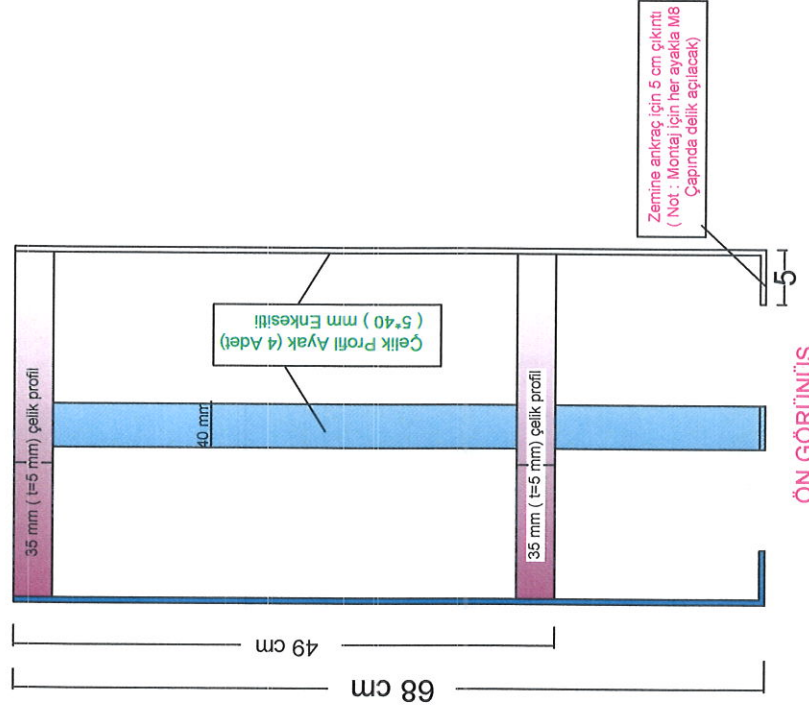 35 mm ( t=5 mm) çelik profil
Çelik Profil Ayak (4 Adet)
( 5*40 ) mm Enkesitli
40 mm
35 mm ( t=5 mm) çelik profil
Zemine ankraç için 5 cm çıkıntı
( Not : Montaj için her ayakla M8
Çapında delik açılacak)
5
49 cm
68 cm
ÖN GÖRÜNÜŞ